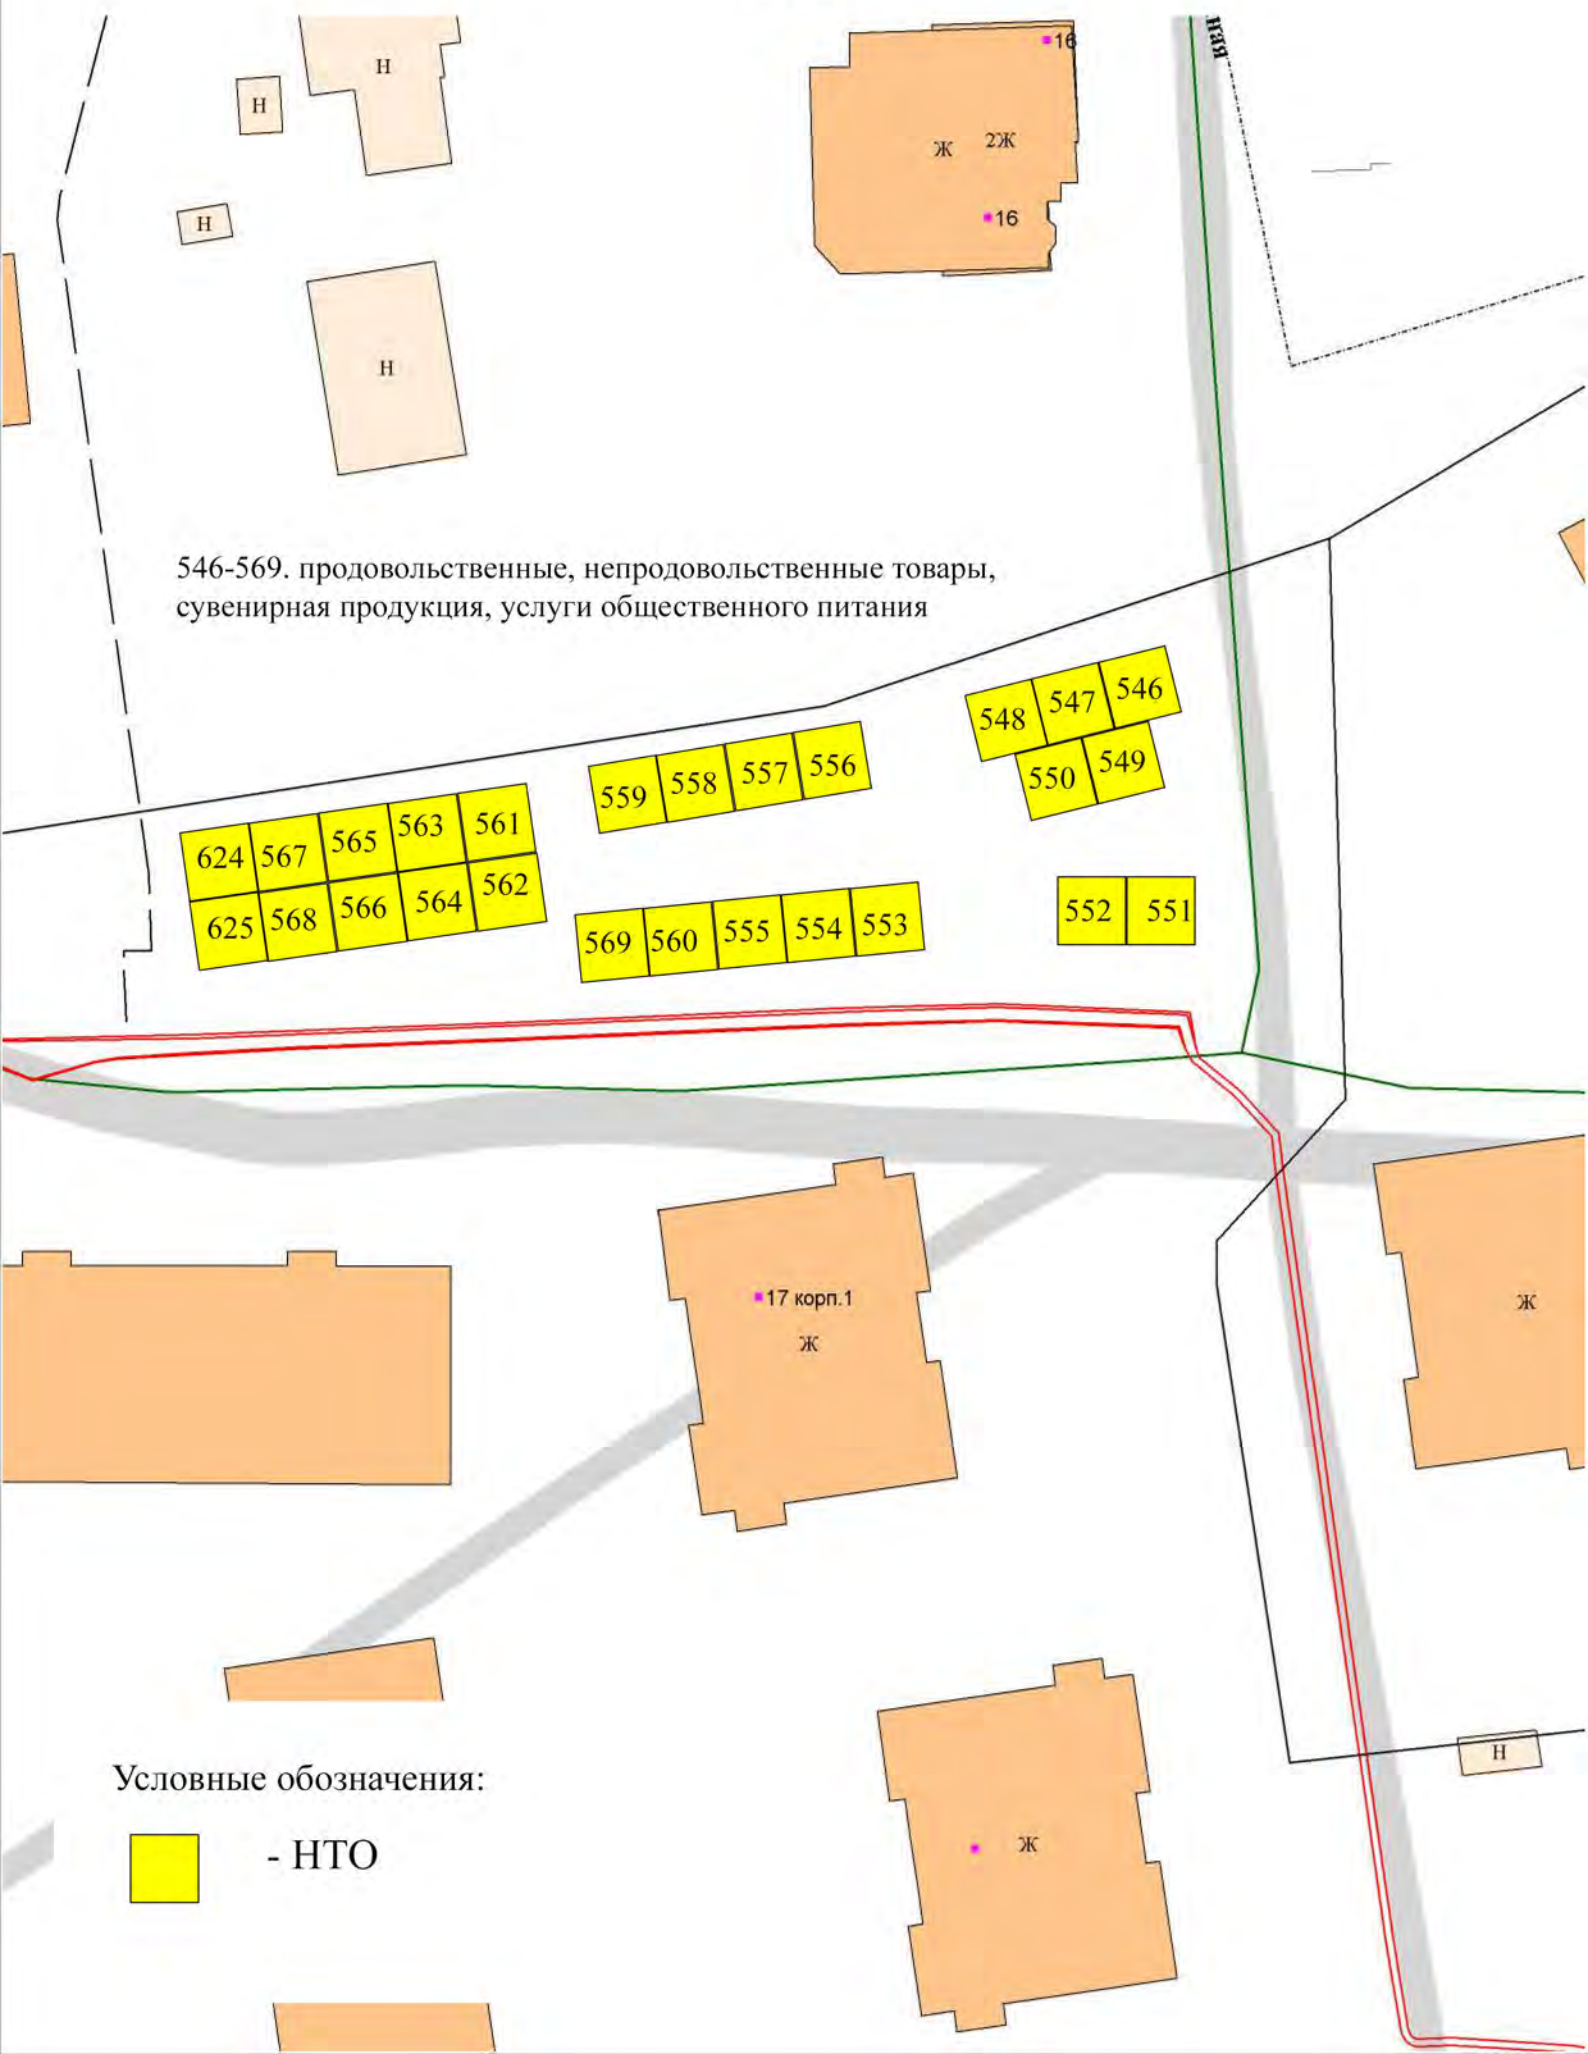 ная
Н
16
Н
Ж 2Ж
16
Н
Н
546-569. продовольственные, непродовольственные товары,
сувенирная продукция, услуги общественного питания
548 547 546
550 549
559 558 557 556
624 567 565 563 561
625 568 566 564 562
569 560 555 554 553
552 551
17 корп.1
Ж
Ж
Н
Условные обозначения:
- НТО
Ж